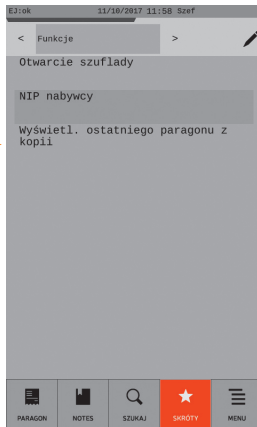 EJ:ok 11/10/2017 11:58 Szef
< Funkcje >
Otwarcie szuflady
NIP nabywcy
Wyświetl. ostatniego paragonu z
kopii
PARAGON NOTES SZUKAJ SKRÓTY MENU